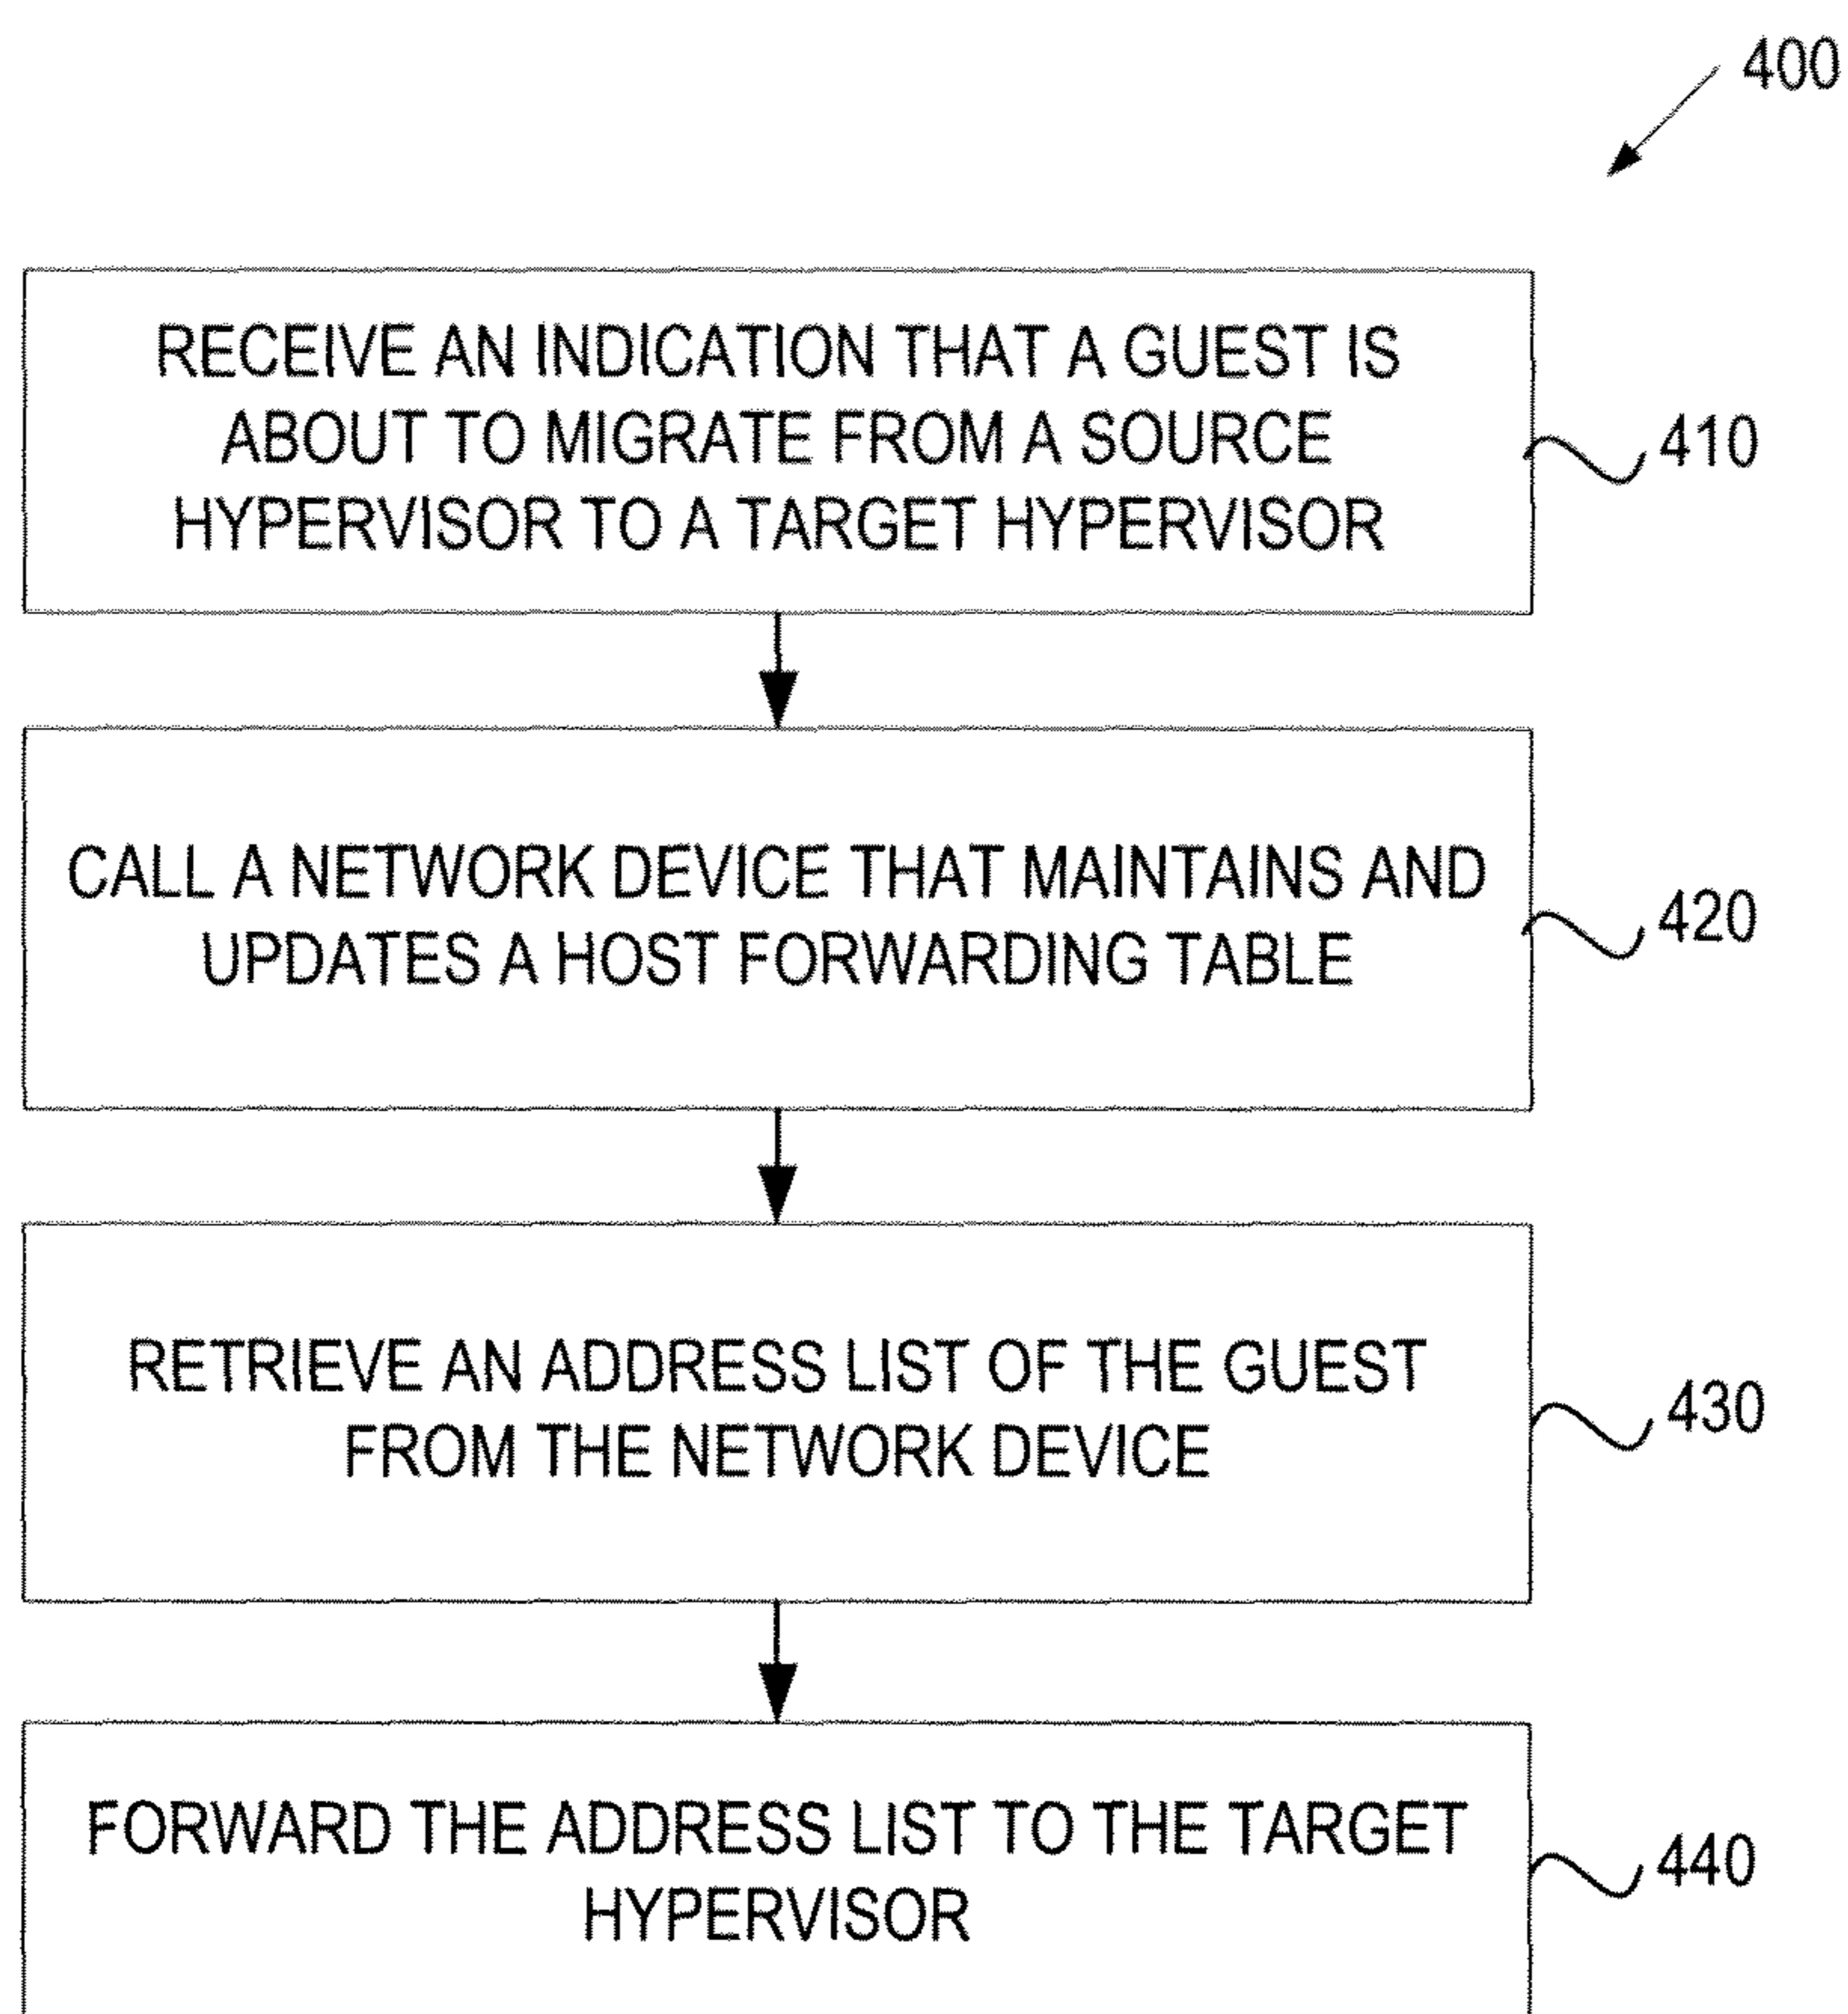 400
RECEIVE AN INDICATION THAT A GUEST IS
ABOUT TO MIGRATE FROM A SOURCE
HYPERVISOR TO A TARGET HYPERVISOR
410
CALL A NETWORK DEVICE THAT MAINTAINS AND
UPDATES A HOST FORWARDING TABLE
420
RETRIEVE AN ADDRESS LIST OF THE GUEST
FROM THE NETWORK DEVICE
430
FORWARD THE ADDRESS LIST TO THE TARGET
HYPERVISOR
440